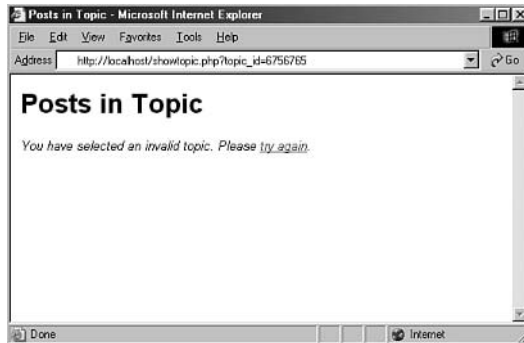 Posts in Topic - Microsoft Internet Explorer
File Edit View Favorites Tools Help
Address http://localhost/showtopic.php?topic_id=6756765 Go
Posts in Topic
You have selected an invalid topic. Please try again.
Done Internet